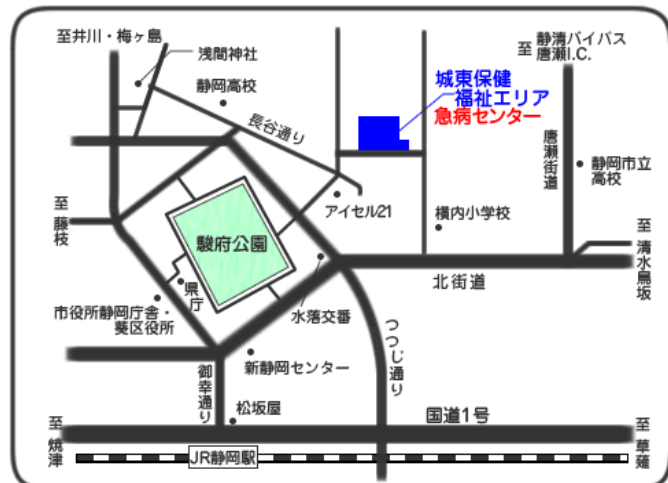 至井川・梅ヶ島
浅間神社
静岡高校
長谷通り
城東保健
福祉エリア
急病センター
至
静清バイパス
唐瀬I.C.
唐瀬街道
静岡市立
高校
至藤枝
アイセル21
横内小学校
至清水鳥坂
駿府公園
県庁
北街道
市役所静岡庁舎・
葵区役所
水落交番
つつじ通り
新静岡センター
御幸通り
松坂屋
国道1号
至焼津
JR静岡駅
至草薙